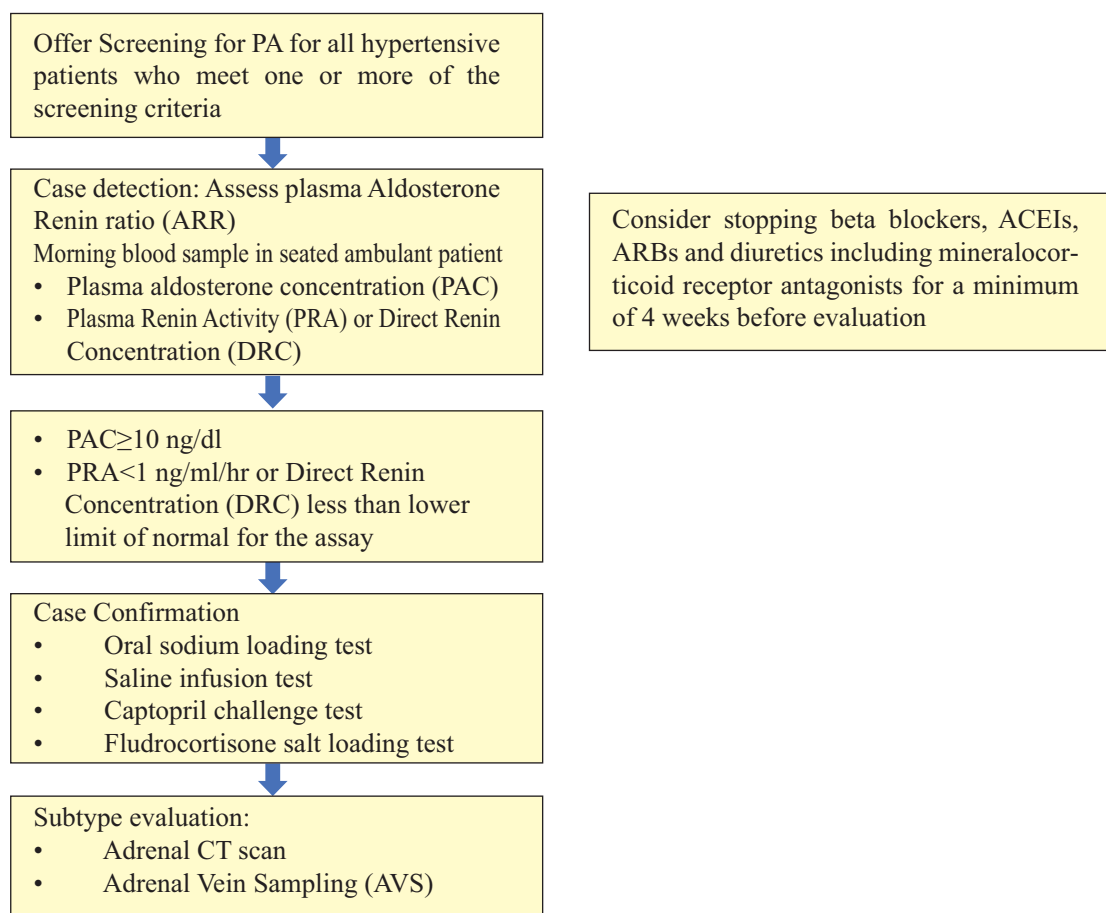 Offer Screening for PA for all hypertensive
patients who meet one or more of the
screening criteria
Case detection: Assess plasma Aldosterone
Renin ratio (ARR)
Morning blood sample in seated ambulant patient
• Plasma aldosterone concentration (PAC)
• Plasma Renin Activity (PRA) or Direct Renin
Concentration (DRC)
Consider stopping beta blockers, ACEIs,
ARBs and diuretics including mineralocor-
ticoid receptor antagonists for a minimum
of 4 weeks before evaluation
• PAC≥10 ng/dl
• PRA<1 ng/ml/hr or Direct Renin
Concentration (DRC) less than lower
limit of normal for the assay
Case Confirmation
• Oral sodium loading test
• Saline infusion test
• Captopril challenge test
• Fludrocortisone salt loading test
Subtype evaluation:
• Adrenal CT scan
• Adrenal Vein Sampling (AVS)